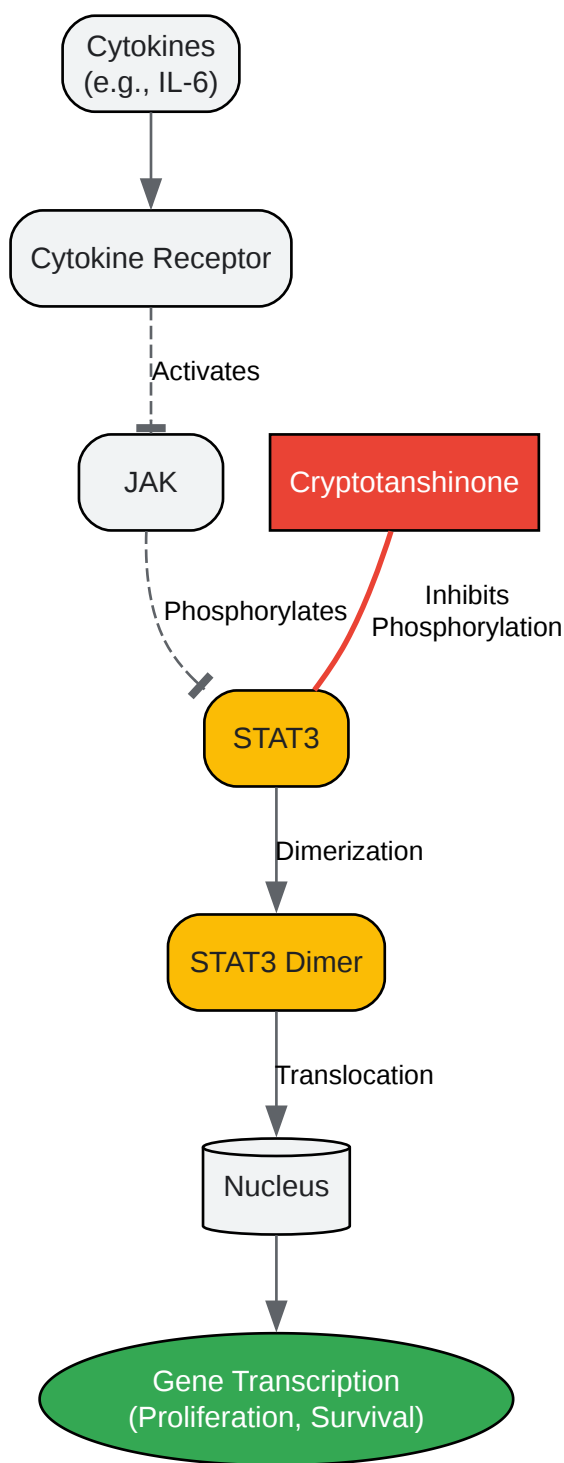 Cytokines
(e.g., IL-6)
Cytokine Receptor
Activates
JAK
Cryptotanshinone
Phosphorylates
Inhibits
Phosphorylation
STAT3
Dimerization
STAT3 Dimer
Translocation
Nucleus
Gene Transcription
(Proliferation, Survival)